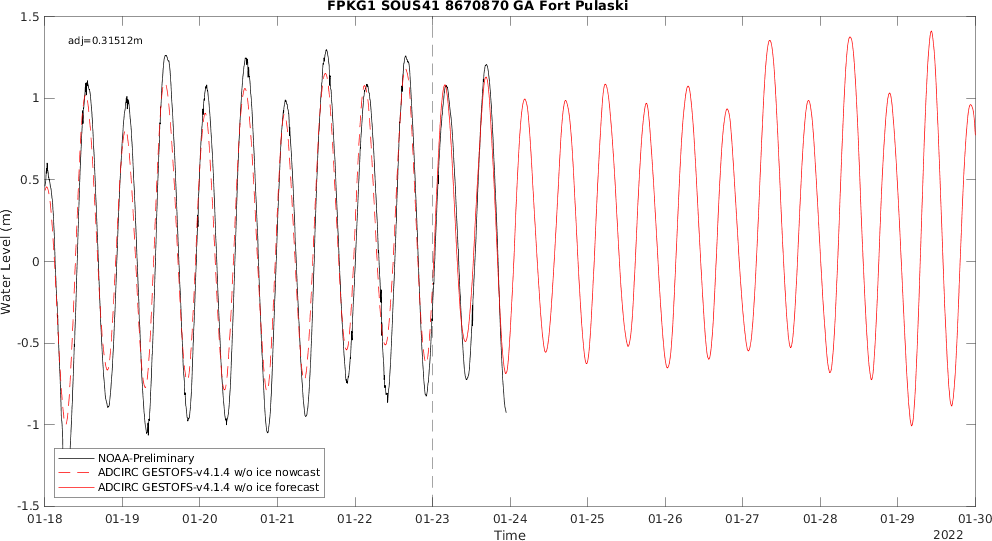 FPKG1 SOUS41 8670870 GA Fort Pulaski
adj=0.31512m
1.5
1
0.5
0
-0.5
-1
-1.5
Water Level (m)
NOAA-Preliminary
ADCIRC GESTOFS-v4.1.4 w/o ice nowcast
ADCIRC GESTOFS-v4.1.4 w/o ice forecast
01-18 01-19 01-20 01-21 01-22 01-23 01-24 01-25 01-26 01-27 01-28 01-29 01-30
Time
2022